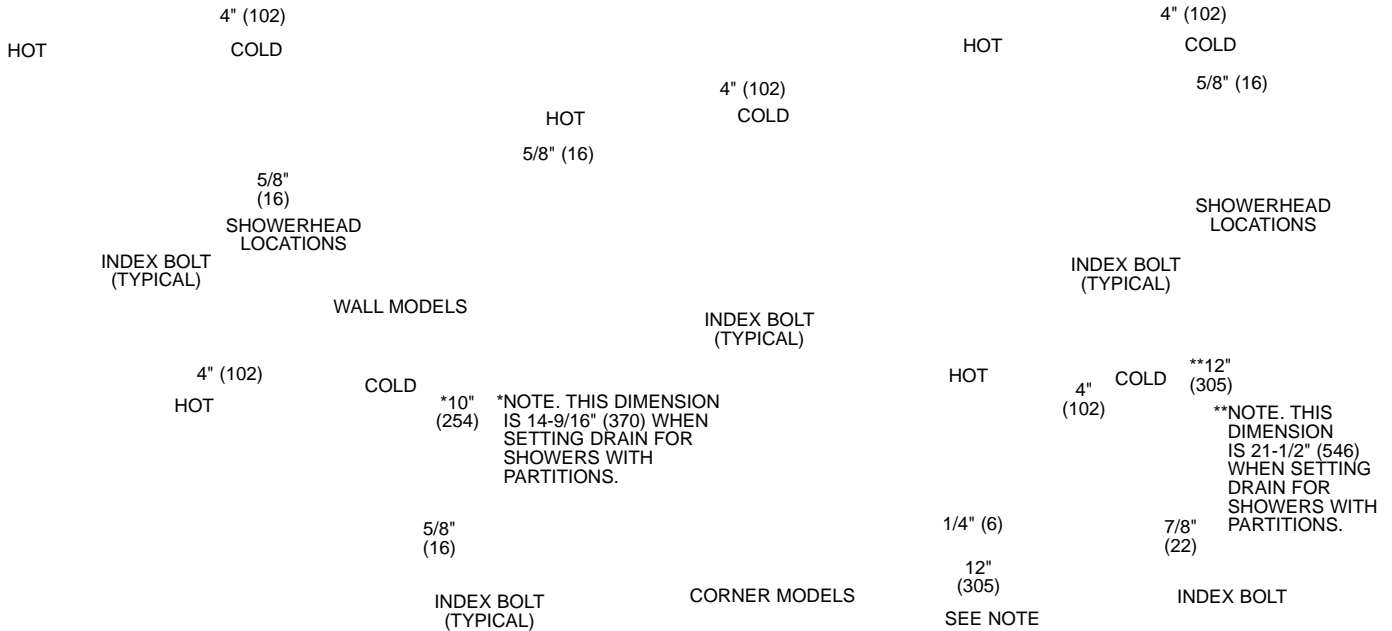 4" (102)
HOT
COLD
4" (102)
HOT
COLD
5/8" (16)
4" (102)
HOT
COLD
5/8" (16)
5/8"
(16)
SHOWERHEAD
LOCATIONS
INDEX BOLT
(TYPICAL)
SHOWERHEAD
LOCATIONS
INDEX BOLT
(TYPICAL)
WALL MODELS
INDEX BOLT
(TYPICAL)
4" (102)
HOT
COLD
*10"
(254)
*NOTE. THIS DIMENSION
IS 14-9/16" (370) WHEN
SETTING DRAIN FOR
SHOWERS WITH
PARTITIONS.
5/8"
(16)
INDEX BOLT
(TYPICAL)
CORNER MODELS
HOT
4"
(102)
COLD
**12"
(305)
**NOTE. THIS
DIMENSION
IS 21-1/2" (546)
WHEN SETTING
DRAIN FOR
SHOWERS WITH
PARTITIONS.
1/4" (6)
7/8"
(22)
12"
(305)
SEE NOTE
INDEX BOLT